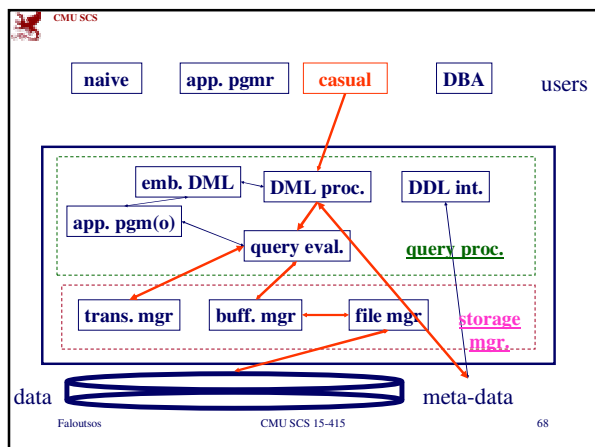 CMU SCS
naive
app. pgmr
casual
DBA
users
emb. DML
DML proc.
DDL int.
app. pgm(o)
query eval.
query proc.
trans. mgr
buff. mgr
file mgr
storage
mgr.
data
meta-data
Faloutsos
CMU SCS 15-415
68